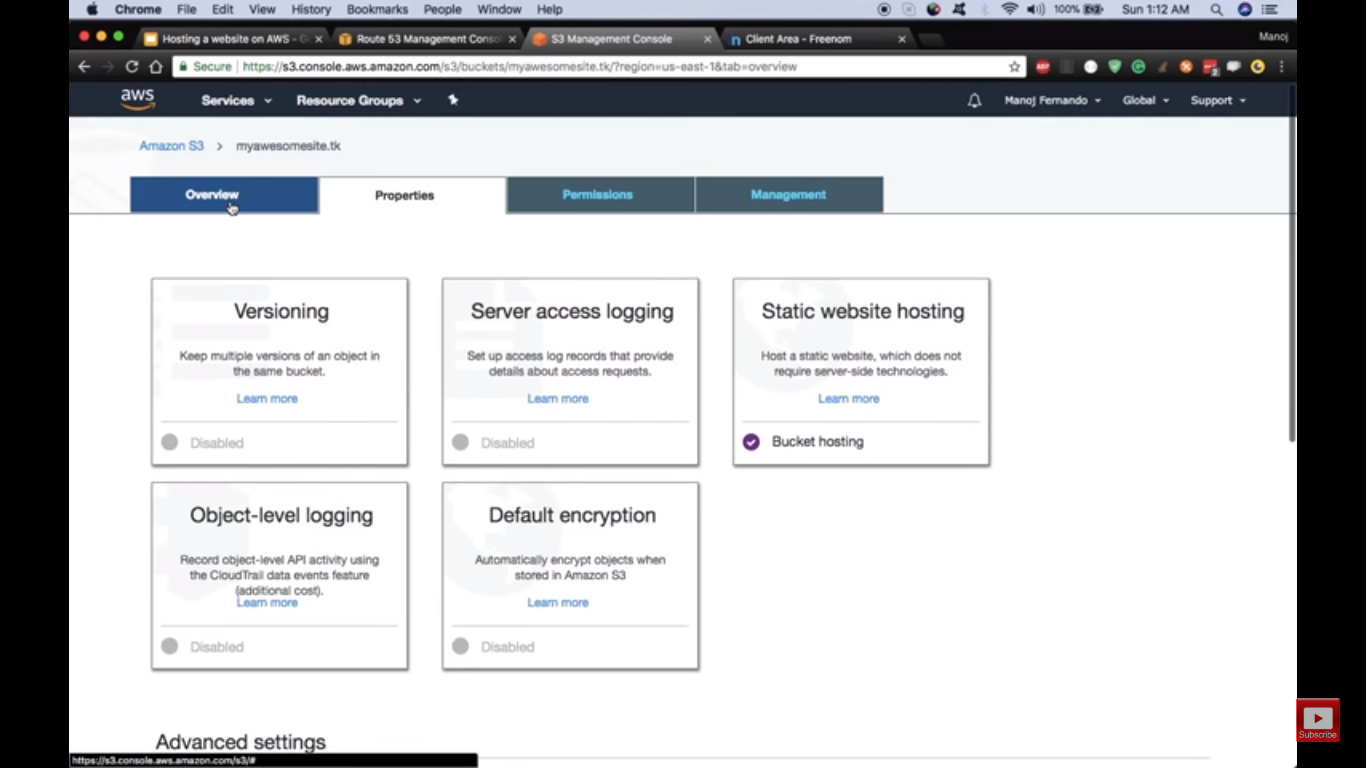 Chrome File Edit View History Bookmarks People Window Help 100% Sun 1:12 AM
Hosting a website on AWS - G × Route 53 Management Conso × S3 Management Console × Client Area - Freenom × Manoj
Secure https://s3.console.aws.amazon.com/s3/buckets/myawesomesite.tk/?region=us-east-1&tab=overview
aws Services Resource Groups Manoj Fernando Global Support
Amazon S3 > myawesomesite.tk
Overview Properties Permissions Management
Versioning
Keep multiple versions of an object in
the same bucket.
Learn more
Disabled
Server access logging
Set up access log records that provide
details about access requests.
Learn more
Disabled
Static website hosting
Host a static website, which does not
require server-side technologies.
Learn more
Bucket hosting
Object-level logging
Record object-level API activity using
the CloudTrail data events feature
(additional cost).
Learn more
Disabled
Default encryption
Automatically encrypt objects when
stored in Amazon S3
Learn more
Disabled
Advanced settings
https://s3.console.aws.amazon.com/s3/#
Subscribe